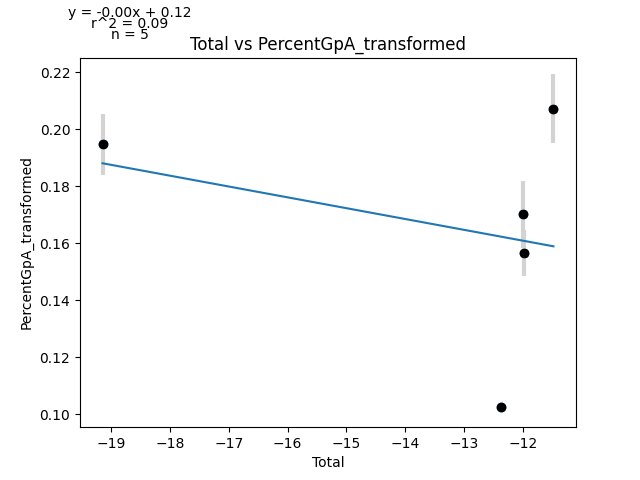 y = -0.00x + 0.12
r^2 = 0.09
n = 5
Total vs PercentGpA_transformed
0.22
0.20
0.18
0.16
0.14
0.12
0.10
PercentGpA_transformed
−19
−18
−17
−16
−15
−14
−13
−12
Total